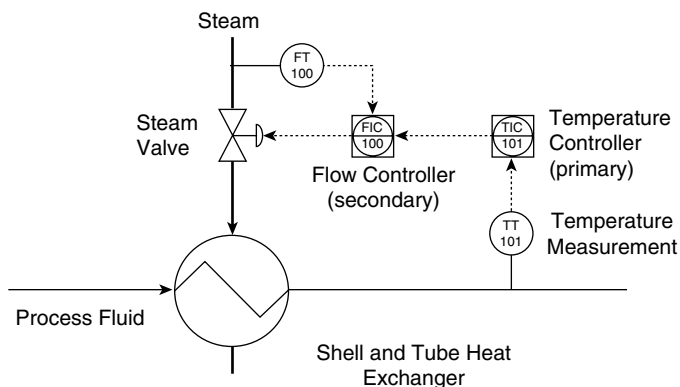 Steam
FT
100
Steam
Valve
FIC
100
TIC
101
Temperature
Controller
(primary)
Flow Controller
(secondary)
TT
101
Temperature
Measurement
Process Fluid
Shell and Tube Heat
Exchanger